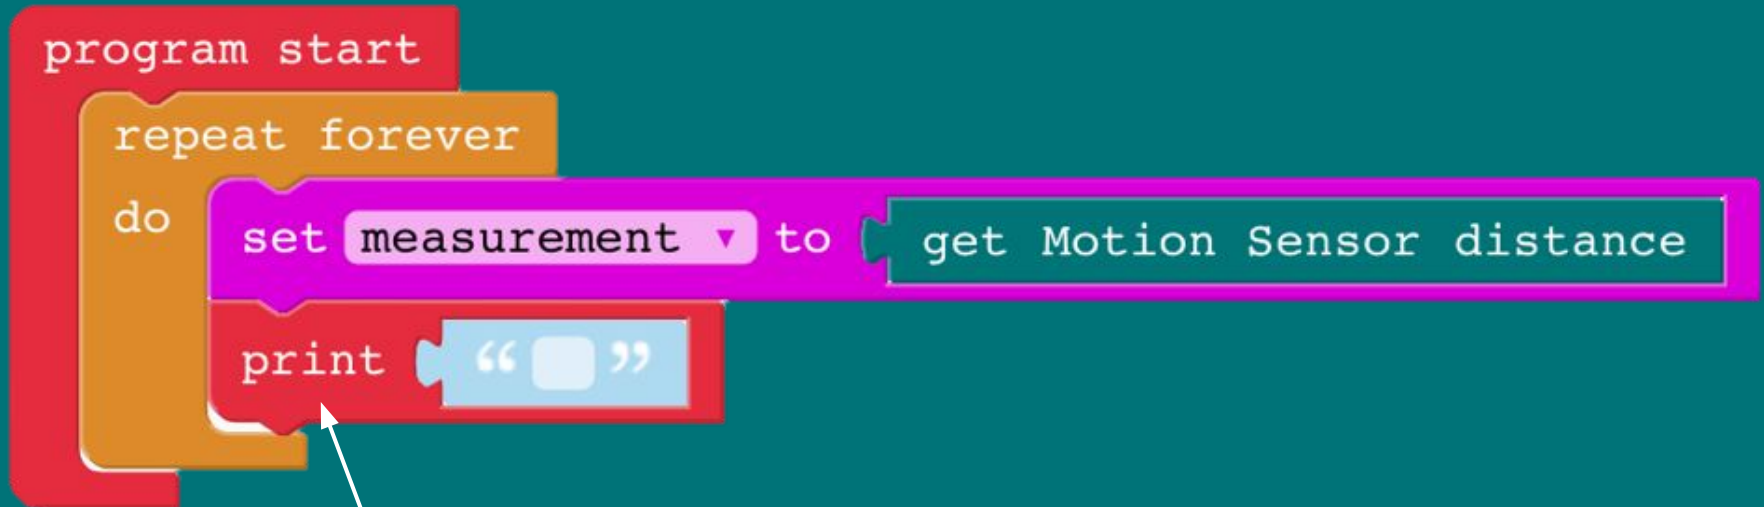 program start
repeat forever
do
set measurement ▾ to get Motion Sensor distance
print “ ”